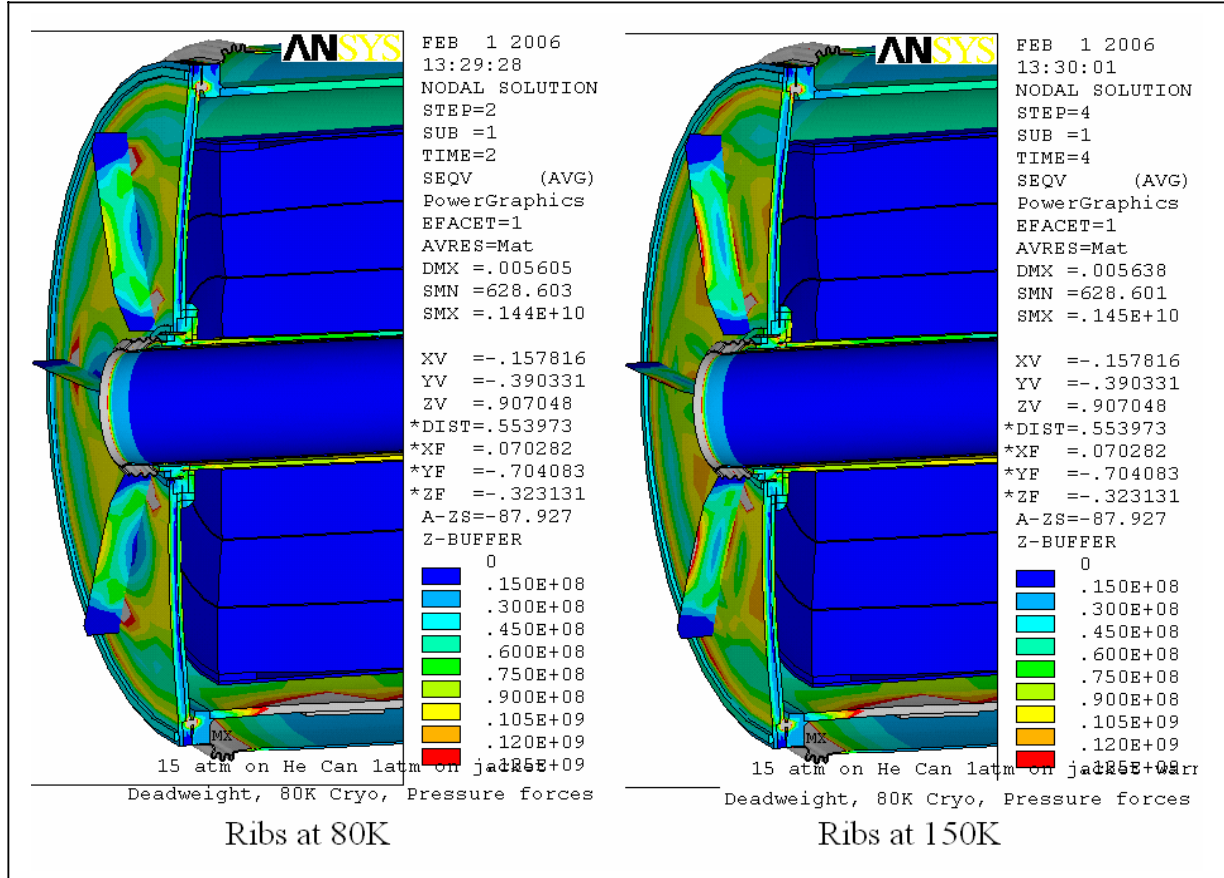 ANSYS
FEB 1 2006
13:29:28
NODAL SOLUTION
STEP=2
SUB =1
TIME=2
SEQV (AVG)
PowerGraphics
EFACET=1
AVRES=Mat
DMX =.005605
SMN =628.603
SMX =.144E+10
XV =-.157816
YV =-.390331
ZV =.907048
*DIST=.553973
*XF =.070282
*YF =-.704083
*ZF =-.323131
A-ZS=-87.927
Z-BUFFER
0
.150E+08
.300E+08
.450E+08
.600E+08
.750E+08
.900E+08
.105E+09
.120E+09
.125E+09
MX
15 atm on He Can 1atm on jacket
Deadweight, 80K Cryo, Pressure forces
Ribs at 80K
ANSYS
FEB 1 2006
13:30:01
NODAL SOLUTION
STEP=4
SUB =1
TIME=4
SEQV (AVG)
PowerGraphics
EFACET=1
AVRES=Mat
DMX =.005638
SMN =628.601
SMX =.145E+10
XV =-.157816
YV =-.390331
ZV =.907048
*DIST=.553973
*XF =.070282
*YF =-.704083
*ZF =-.323131
A-ZS=-87.927
Z-BUFFER
0
.150E+08
.300E+08
.450E+08
.600E+08
.750E+08
.900E+08
.105E+09
.120E+09
.125E+09
MX
15 atm on He Can 1atm on jacket
Deadweight, 80K Cryo, Pressure forces
Ribs at 150K